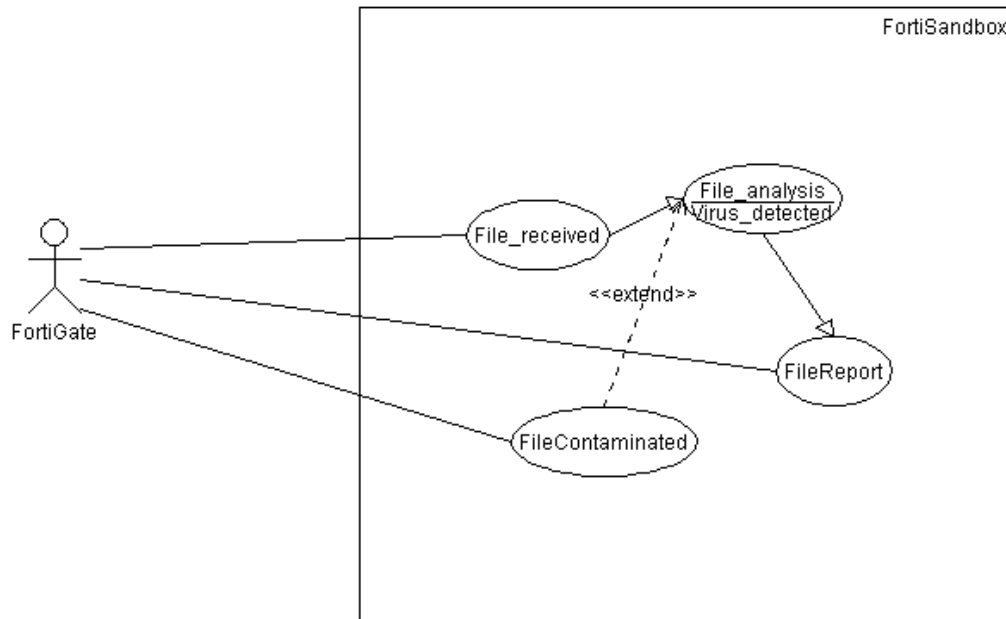 FortiSandbox
File_analysis
Virus_detected
File_received
<<extend>>
FortiGate
FileReport
FileContaminated